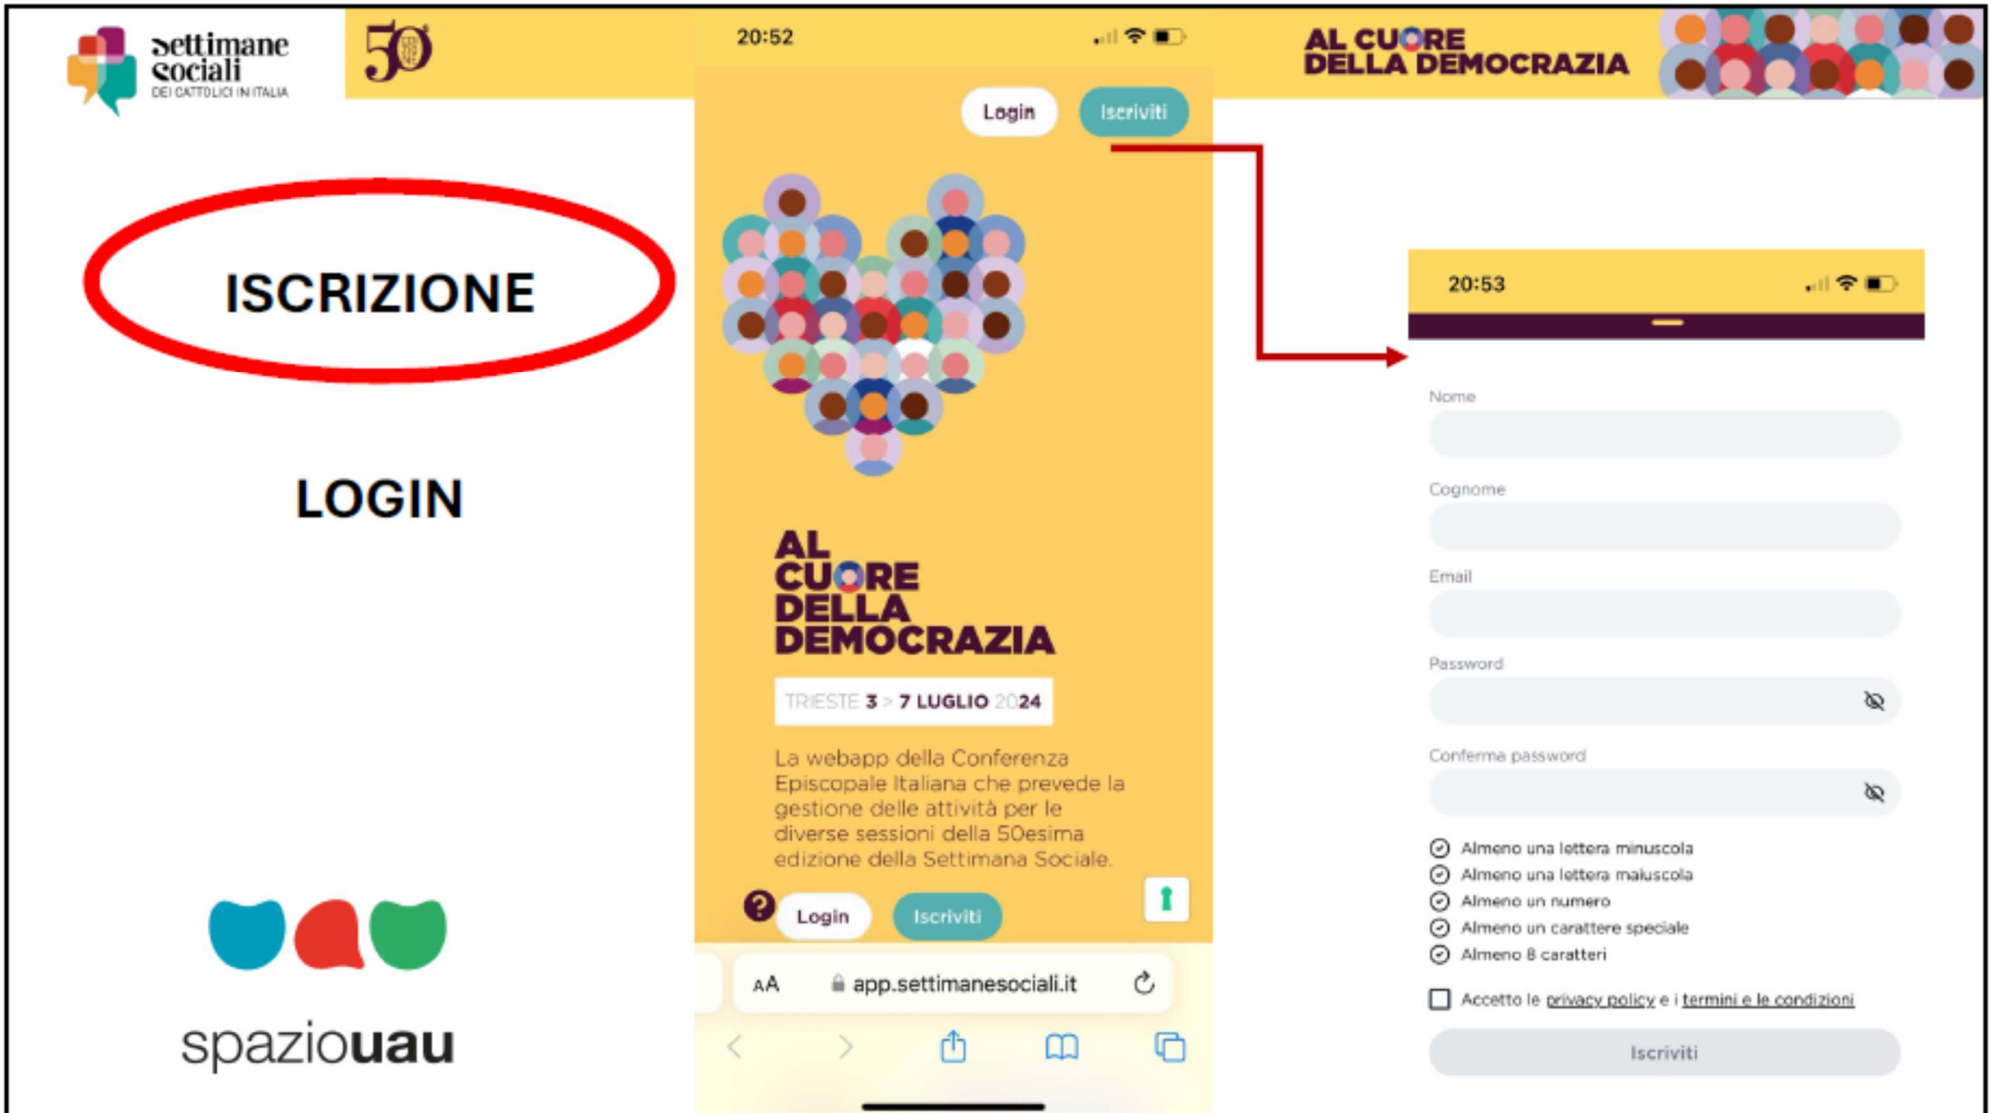 Settimane
Sociali
DEI CATTOLICI IN ITALIA
50°
AL CUORE
DELLA DEMOCRAZIA
ISCRIZIONE
LOGIN
spaziouau
20:52
Login
Iscriviti
AL
CUORE
DELLA
DEMOCRAZIA
TRIESTE 3 > 7 LUGLIO 2024
La webapp della Conferenza
Episcopale Italiana che prevede la
gestione delle attività per le
diverse sessioni della 50esima
edizione della Settimana Sociale.
?
Login
Iscriviti
AA
app.settimanesociali.it
20:53
Nome
Cognome
Email
Password
Conferma password
Almeno una lettera minuscola
Almeno una lettera maiuscola
Almeno un numero
Almeno un carattere speciale
Almeno 8 caratteri
Accetto le privacy policy e i termini e le condizioni
Iscriviti